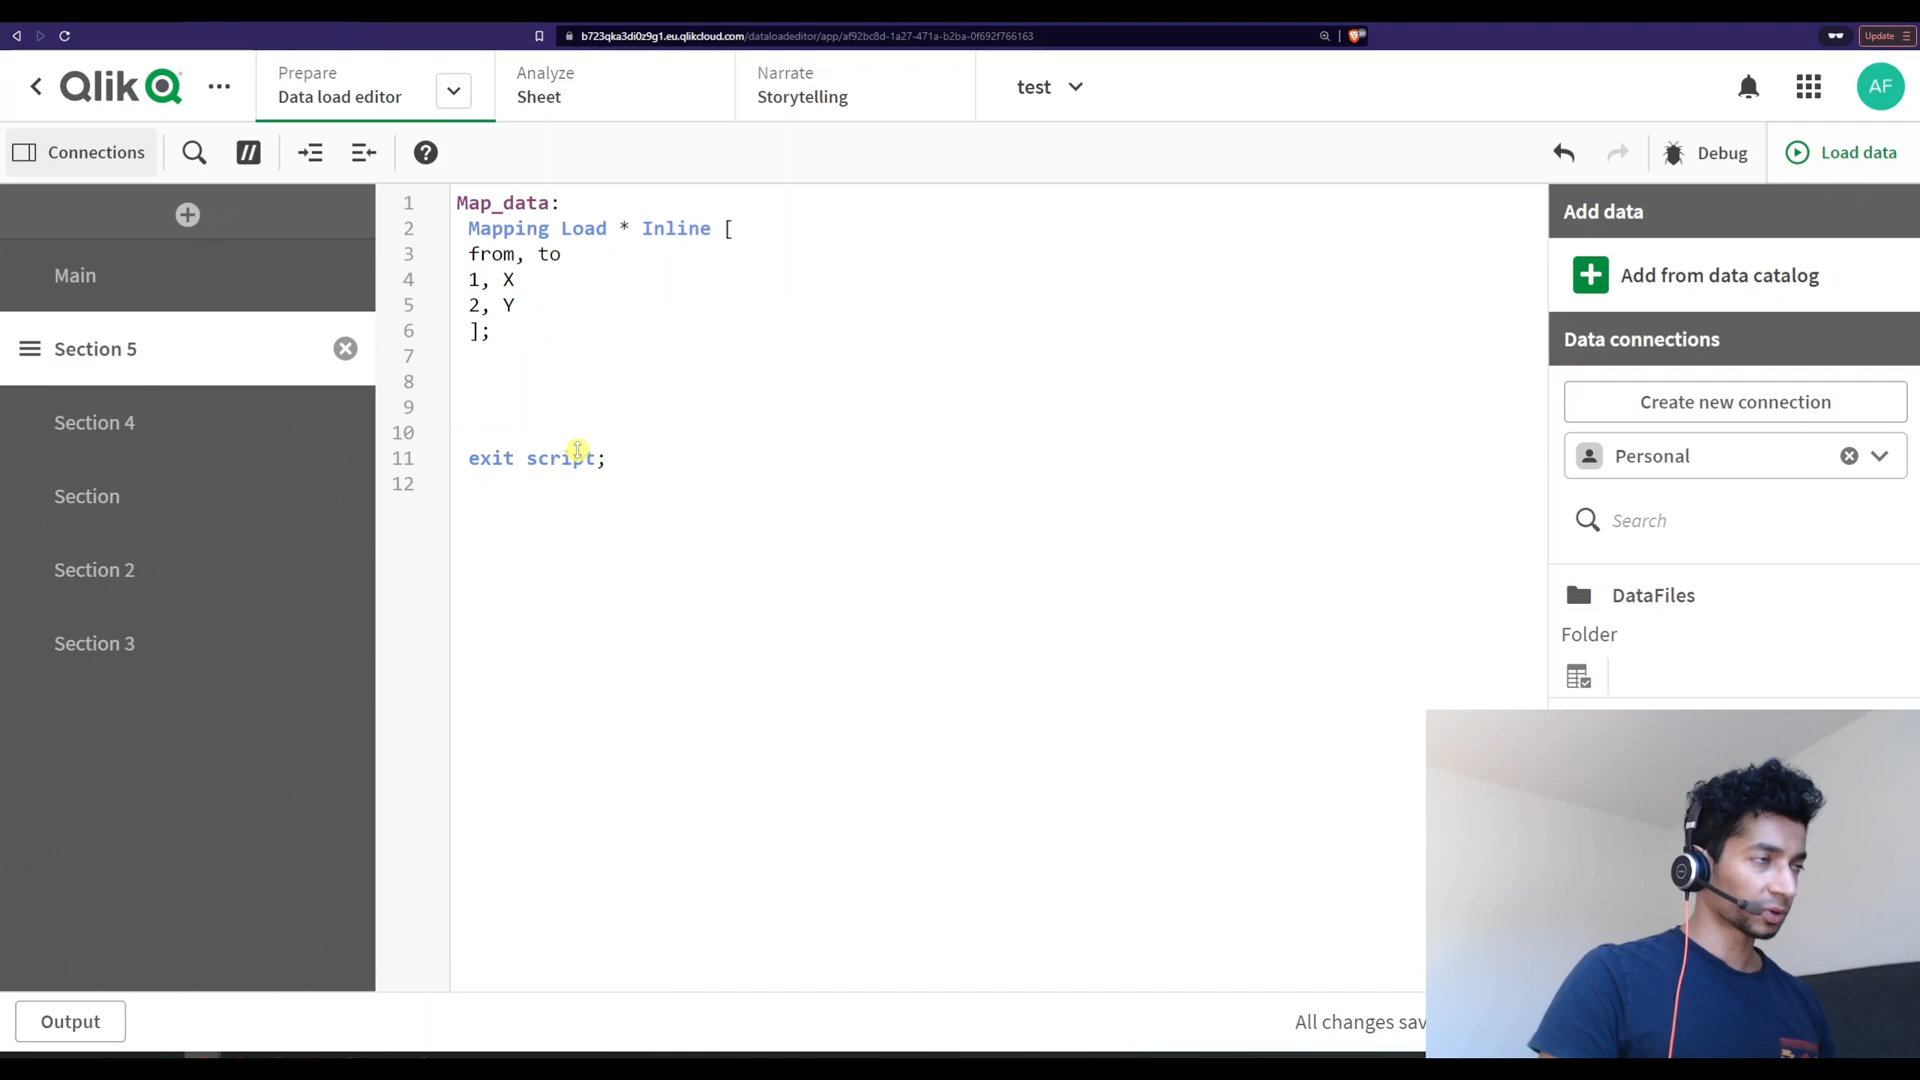 b723qka3di0z9g1.eu.qlikcloud.com/dataloadeditor/app/af92bc8d-1a27-471a-b2ba-0f692f766163
Update
Qlik
Prepare
Data load editor
Analyze
Sheet
Narrate
Storytelling
test
AF
Connections
Debug
Load data
Main
Section 5
Section 4
Section
Section 2
Section 3
1 Map_data:
2 Mapping Load * Inline [
3 from, to
4 1, X
5 2, Y
6 ];
7
8
9
10
11 exit script;
12
Add data
Add from data catalog
Data connections
Create new connection
Personal
Search
DataFiles
Folder
Output
All changes sav